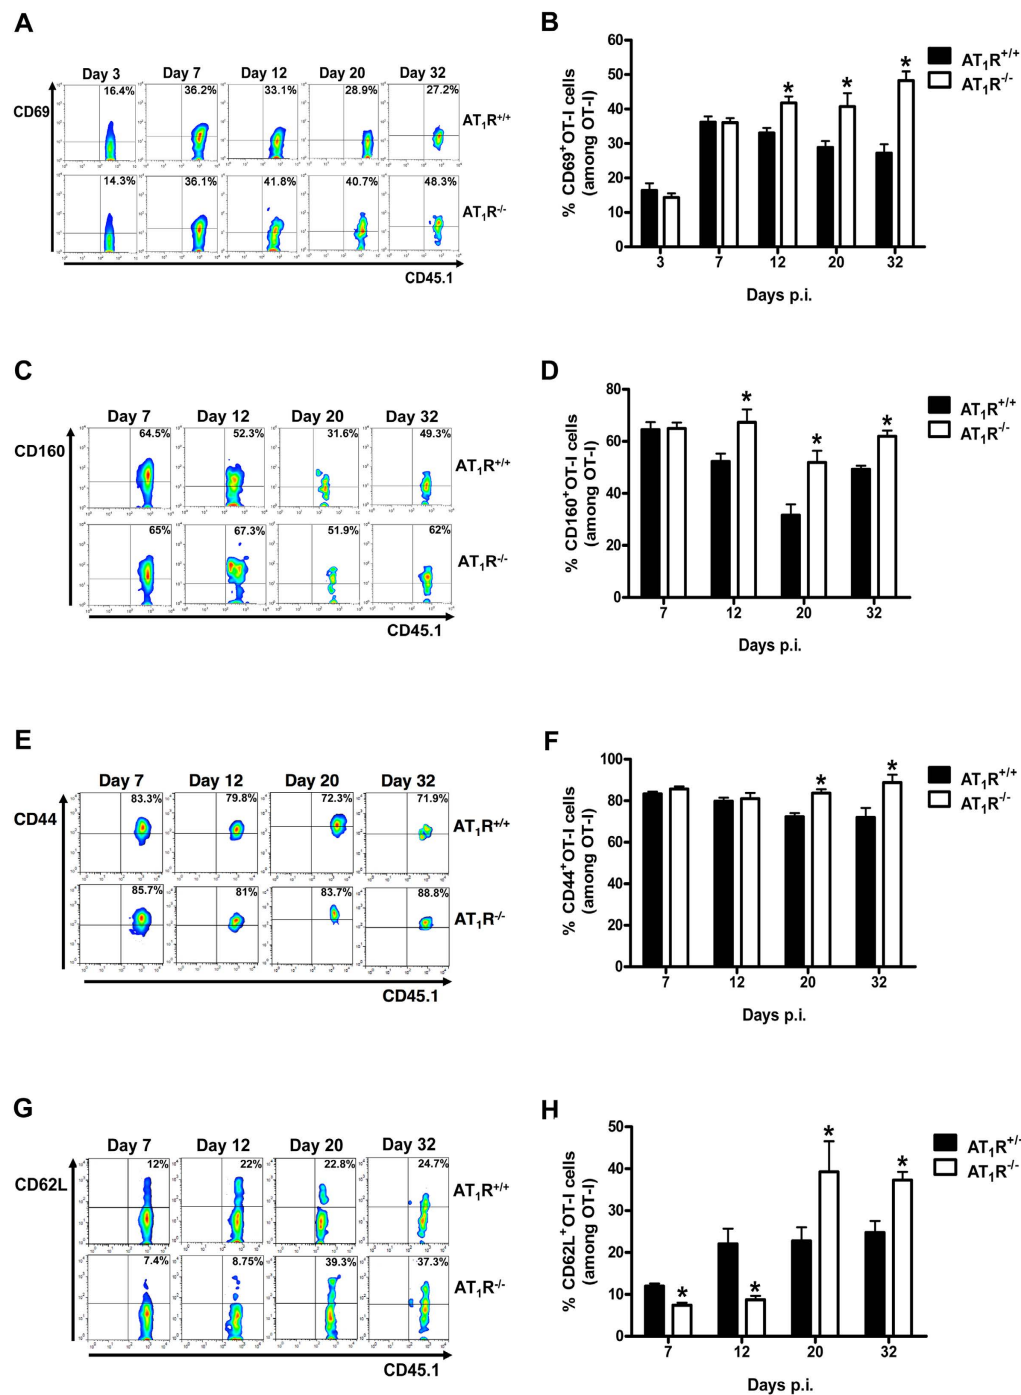 A
Day 3 Day 7 Day 12 Day 20 Day 32
CD69
16.4% 36.2% 33.1% 28.9% 27.2%
AT1R+/+
14.3% 36.1% 41.8% 40.7% 48.3%
AT1R-/-
CD45.1
B
% CD69+OT-I cells
(among OT-I)
60
50
40
30
20
10
0
3 7 12 20 32
Days p.i.
* * *
AT1R+/+
AT1R-/-
C
Day 7 Day 12 Day 20 Day 32
CD160
64.5% 52.3% 31.6% 49.3%
AT1R+/+
65% 67.3% 51.9% 62%
AT1R-/-
CD45.1
D
% CD160+OT-I cells
(among OT-I)
80
60
40
20
0
7 12 20 32
Days p.i.
* * *
AT1R+/+
AT1R-/-
E
Day 7 Day 12 Day 20 Day 32
CD44
83.3% 79.8% 72.3% 71.9%
AT1R+/+
85.7% 81% 83.7% 88.8%
AT1R-/-
CD45.1
F
% CD44+OT-I cells
(among OT-I)
100
80
60
40
20
0
7 12 20 32
Days p.i.
* *
AT1R+/+
AT1R-/-
G
Day 7 Day 12 Day 20 Day 32
CD62L
12% 22% 22.8% 24.7%
AT1R+/+
7.4% 8.75% 39.3% 37.3%
AT1R-/-
CD45.1
H
% CD62L+OT-I cells
(among OT-I)
50
40
30
20
10
0
7 12 20 32
Days p.i.
* * * *
AT1R+/-
AT1R-/-